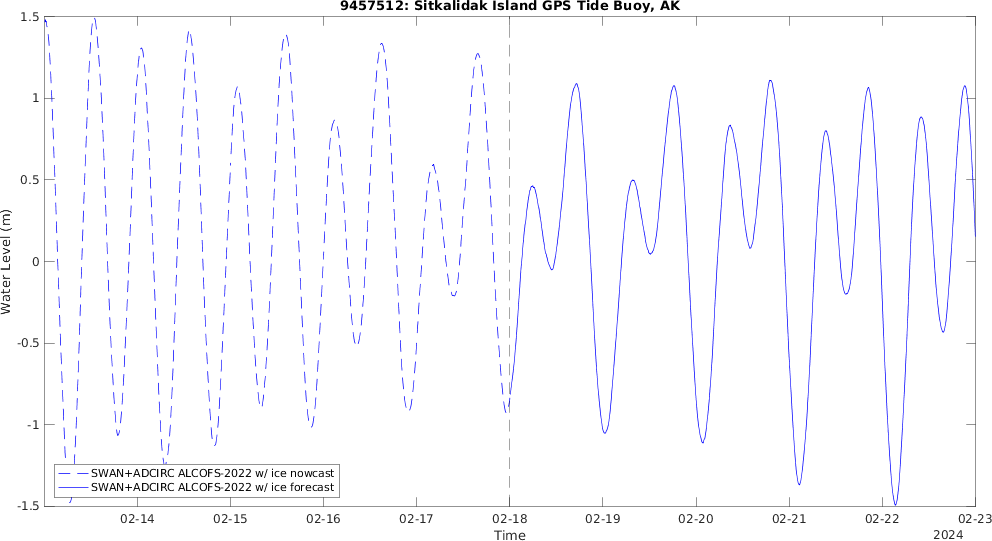 9457512: Sitkalidak Island GPS Tide Buoy, AK
1.5
1
0.5
0
-0.5
-1
-1.5
Water Level (m)
SWAN+ADCIRC ALCOFS-2022 w/ ice nowcast
SWAN+ADCIRC ALCOFS-2022 w/ ice forecast
02-14 02-15 02-16 02-17 02-18 02-19 02-20 02-21 02-22 02-23
Time
2024